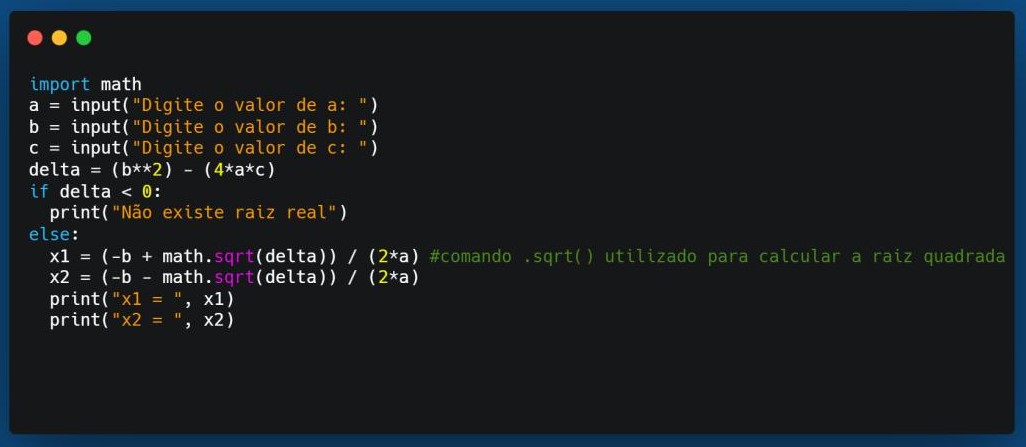 import math
a = input("Digite o valor de a: ")
b = input("Digite o valor de b: ")
c = input("Digite o valor de c: ")
delta = (b**2) - (4*a*c)
if delta < 0:
  print("Não existe raiz real")
else:
  x1 = (-b + math.sqrt(delta)) / (2*a) #comando .sqrt() utilizado para calcular a raiz quadrada
  x2 = (-b - math.sqrt(delta)) / (2*a)
  print("x1 = ", x1)
  print("x2 = ", x2)